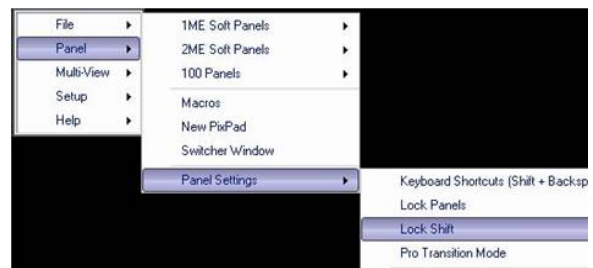 File
Panel
Multi-View
Setup
Help
1ME Soft Panels
2ME Soft Panels
100 Panels
Macros
New PixPad
Switcher Window
Panel Settings
Keyboard Shortcuts (Shift + Backsp
Lock Panels
Lock Shift
Pro Transition Mode